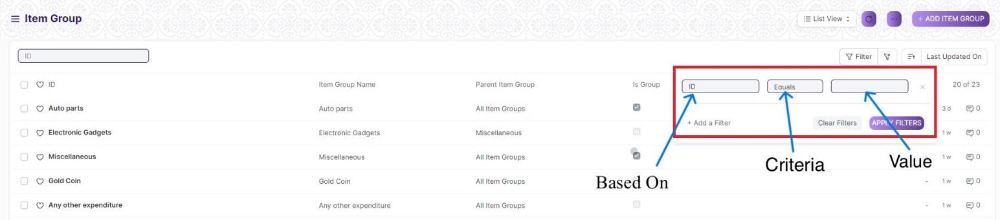 Item Group
List View
+ ADD ITEM GROUP
ID
Filter
Last Updated On
ID Item Group Name Parent Item Group Is Group ID Equals × 20 of 23
Auto parts Auto parts All Item Groups 3 d 0
+ Add a Filter Clear Filters APPLY FILTERS
Electronic Gadgets Electronic Gadgets Miscellaneous 1 w 0
Miscellaneous Miscellaneous All Item Groups 1 w 0
Based On Criteria Value
Gold Coin Gold Coin All Item Groups - 1 w 0
Any other expenditure Any other expenditure All Item Groups - 1 w 0